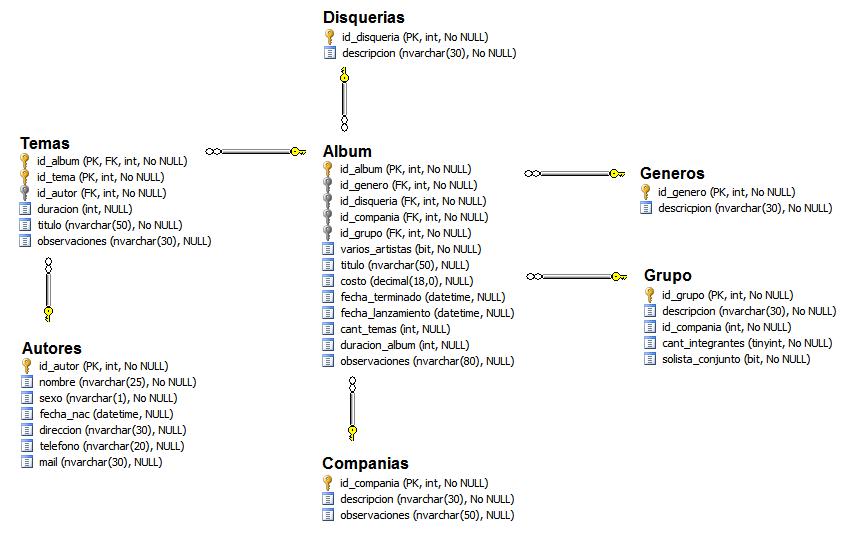 Disquerias
id_disqueria (PK, int, No NULL)
descripcion (nvarchar(30), No NULL)
Temas
id_album (PK, FK, int, No NULL)
id_tema (PK, int, No NULL)
id_autor (FK, int, No NULL)
duracion (int, NULL)
titulo (nvarchar(50), No NULL)
observaciones (nvarchar(30), NULL)
Album
id_album (PK, int, No NULL)
id_genero (FK, int, No NULL)
id_disqueria (FK, int, No NULL)
id_compania (FK, int, No NULL)
id_grupo (FK, int, No NULL)
varios_artistas (bit, No NULL)
titulo (nvarchar(50), NULL)
costo (decimal(18,0), NULL)
fecha_terminado (datetime, NULL)
fecha_lanzamiento (datetime, NULL)
cant_temas (int, NULL)
duracion_album (int, NULL)
observaciones (nvarchar(80), NULL)
Generos
id_genero (PK, int, No NULL)
descricpion (nvarchar(30), No NULL)
Grupo
id_grupo (PK, int, No NULL)
descripcion (nvarchar(30), No NULL)
id_compania (int, No NULL)
cant_integrantes (tinyint, No NULL)
solista_conjunto (bit, No NULL)
Autores
id_autor (PK, int, No NULL)
nombre (nvarchar(25), No NULL)
sexo (nvarchar(1), No NULL)
fecha_nac (datetime, NULL)
direccion (nvarchar(30), NULL)
telefono (nvarchar(20), NULL)
mail (nvarchar(30), NULL)
Companias
id_compania (PK, int, No NULL)
descripcion (nvarchar(30), No NULL)
observaciones (nvarchar(50), NULL)